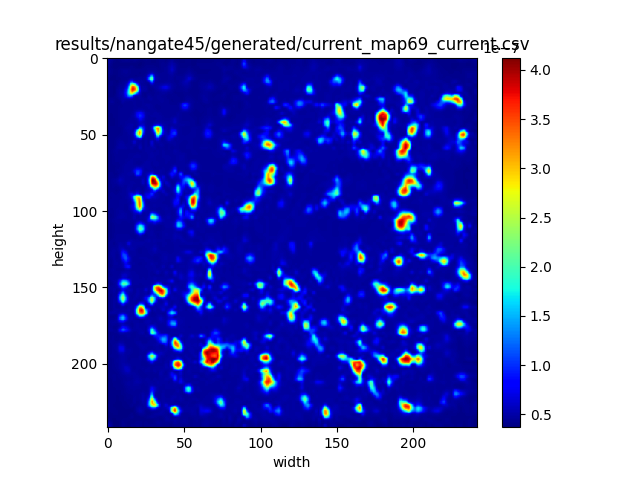 results/nangate45/generated/current_map69_current.csv
1e−7
0
50
100
150
200
height
0 50 100 150 200
width
4.0
3.5
3.0
2.5
2.0
1.5
1.0
0.5